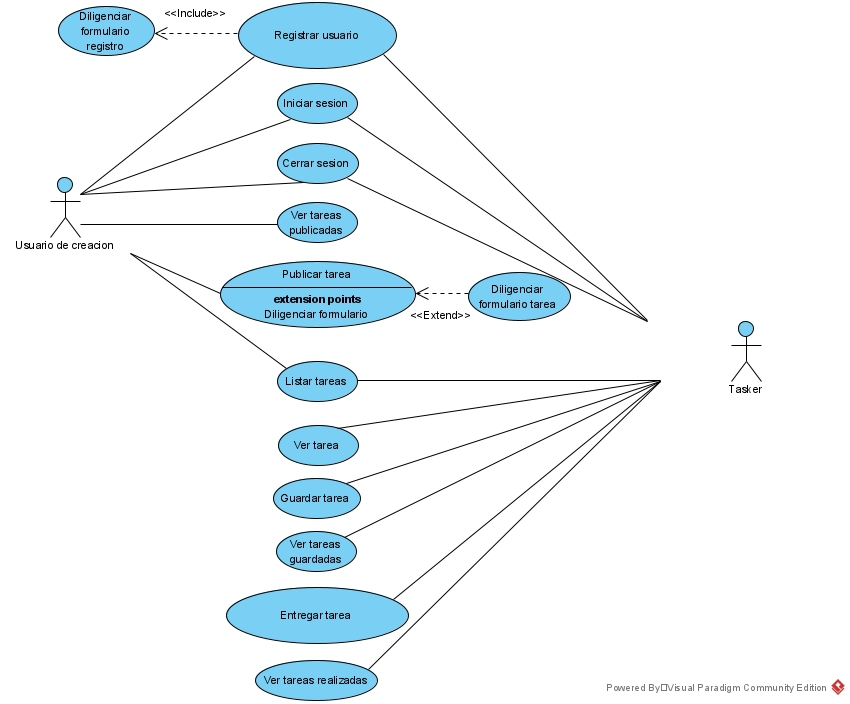 Diligenciar
formulario
registro
<<Include>>
Registrar usuario
Iniciar sesion
Cerrar sesion
Ver tareas
publicadas
Usuario de creacion
Publicar tarea
extension points
Diligenciar formulario
<<Extend>>
Diligenciar
formulario tarea
Listar tareas
Tasker
Ver tarea
Guardar tarea
Ver tareas
guardadas
Entregar tarea
Ver tareas realizadas
Powered By Visual Paradigm Community Edition